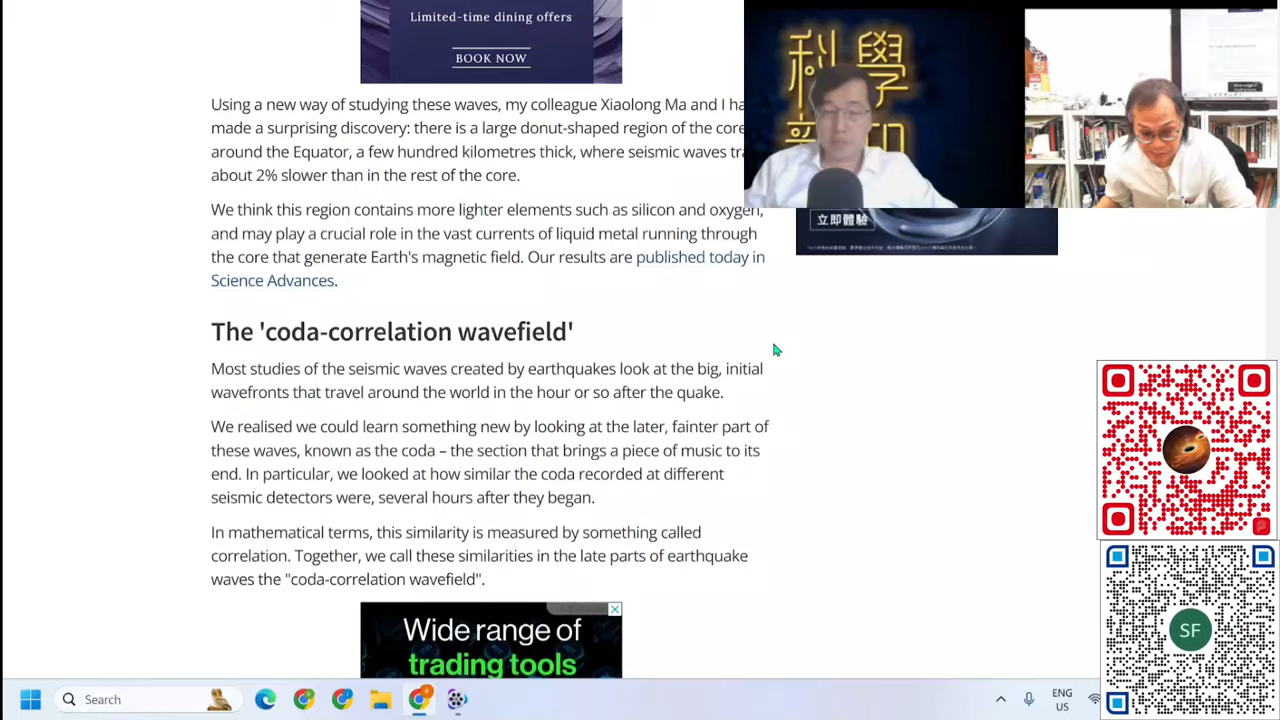 Limited-time dining offers
BOOK NOW
Using a new way of studying these waves, my colleague Xiaolong Ma and I ha
made a surprising discovery: there is a large donut-shaped region of the core
around the Equator, a few hundred kilometres thick, where seismic waves tra
about 2% slower than in the rest of the core.
We think this region contains more lighter elements such as silicon and oxygen,
and may play a crucial role in the vast currents of liquid metal running through
the core that generate Earth's magnetic field. Our results are published today in
Science Advances.
The 'coda-correlation wavefield'
Most studies of the seismic waves created by earthquakes look at the big, initial
wavefronts that travel around the world in the hour or so after the quake.
We realised we could learn something new by looking at the later, fainter part of
these waves, known as the coda – the section that brings a piece of music to its
end. In particular, we looked at how similar the coda recorded at different
seismic detectors were, several hours after they began.
In mathematical terms, this similarity is measured by something called
correlation. Together, we call these similarities in the late parts of earthquake
waves the "coda-correlation wavefield".
Wide range of
trading tools
科學
立即體驗
SF
Search
ENG
US